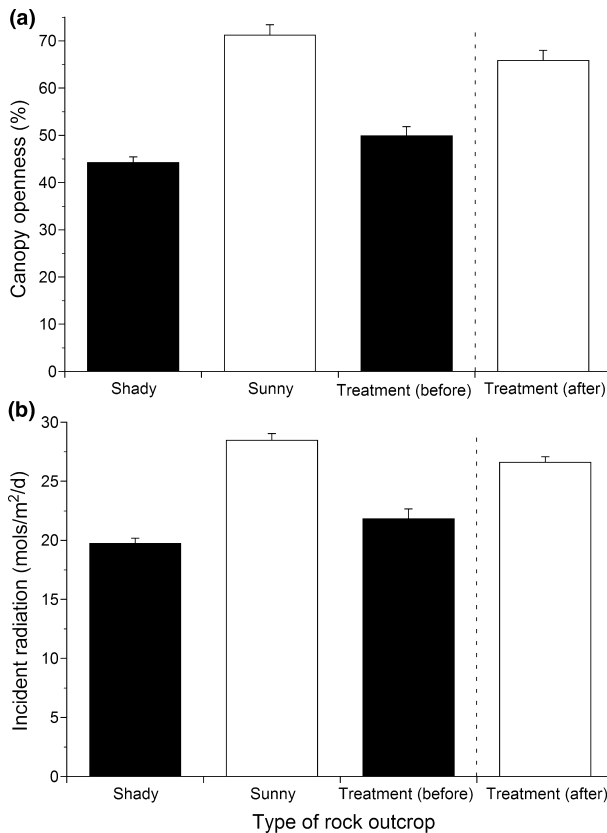 (a)
Canopy openness (%)
70
60
50
40
30
20
10
0
Shady
Sunny
Treatment (before)
Treatment (after)
(b)
Incident radiation (mols/m²/d)
30
25
20
15
10
5
0
Shady
Sunny
Treatment (before)
Treatment (after)
Type of rock outcrop